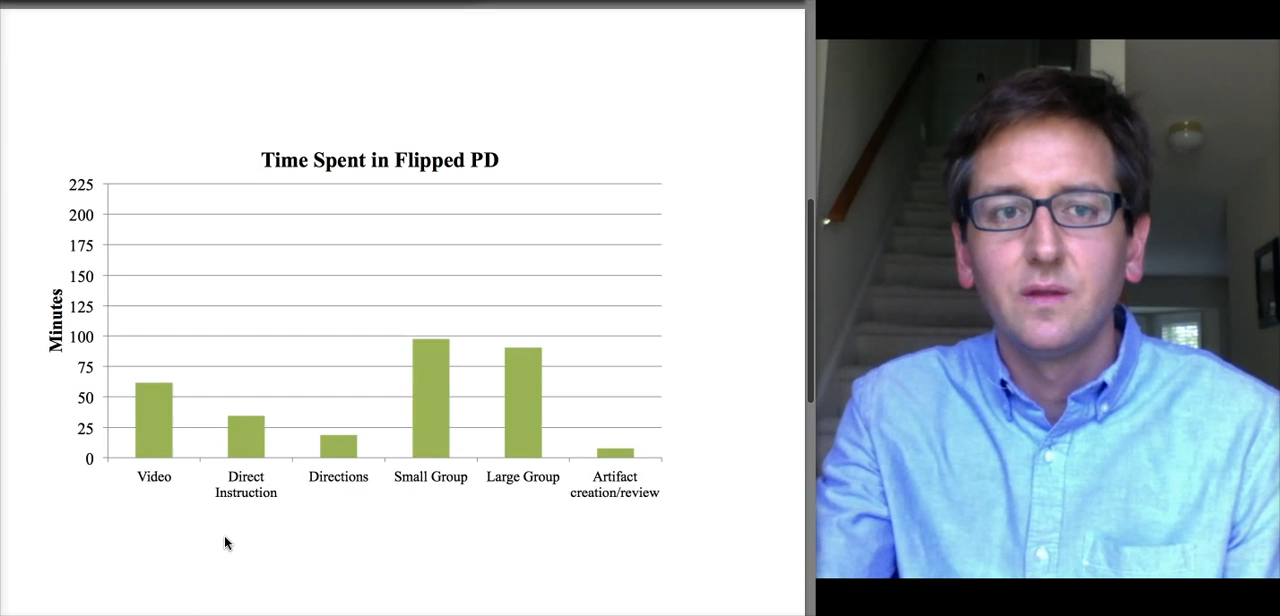 Time Spent in Flipped PD
225
200
175
150
125
100
75
50
25
0
Minutes
Video
Direct
Instruction
Directions
Small Group
Large Group
Artifact
creation/review